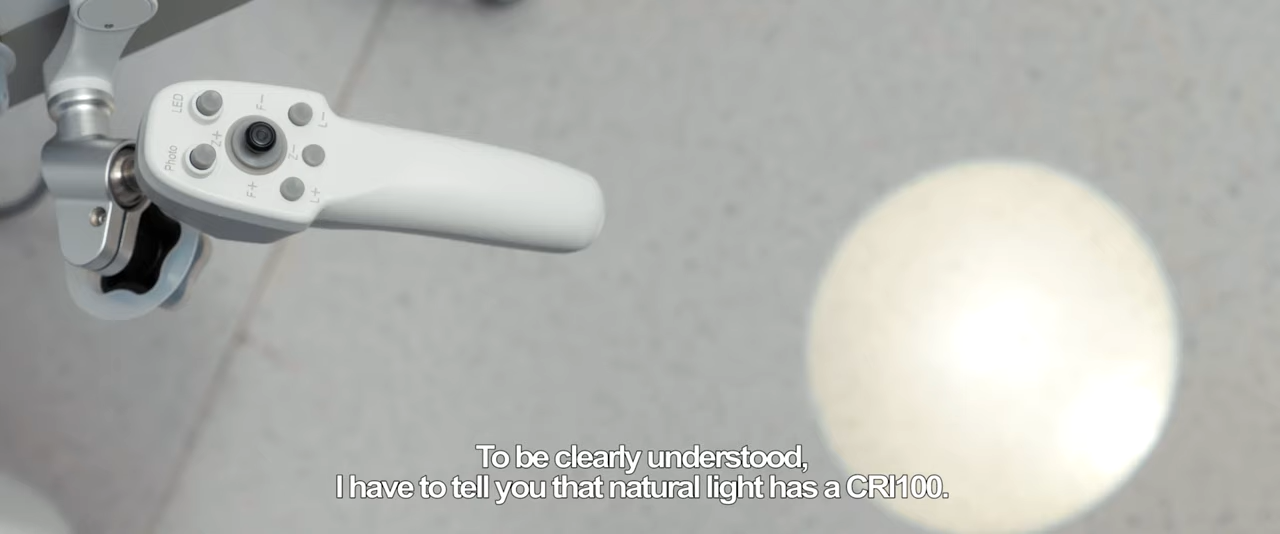 LED
F−
L−
Z+
Z−
Photo
F+
L+
To be clearly understood,
I have to tell you that natural light has a CRI100.